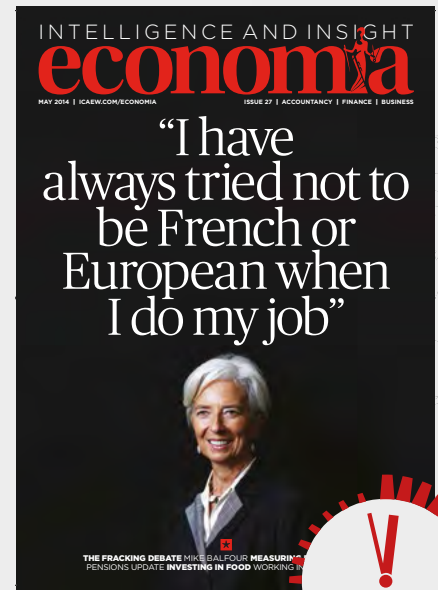 INTELLIGENCE AND INSIGHT
economia
MAY 2014 | ICAEW.COM/ECONOMIA
ISSUE 27 | ACCOUNTANCY | FINANCE | BUSINESS
“I have
always tried not to
be French or
European when
I do my job”
THE FRACKING DEBATE MIKE BALFOUR MEASURING
PENSIONS UPDATE INVESTING IN FOOD WORKING IN
!